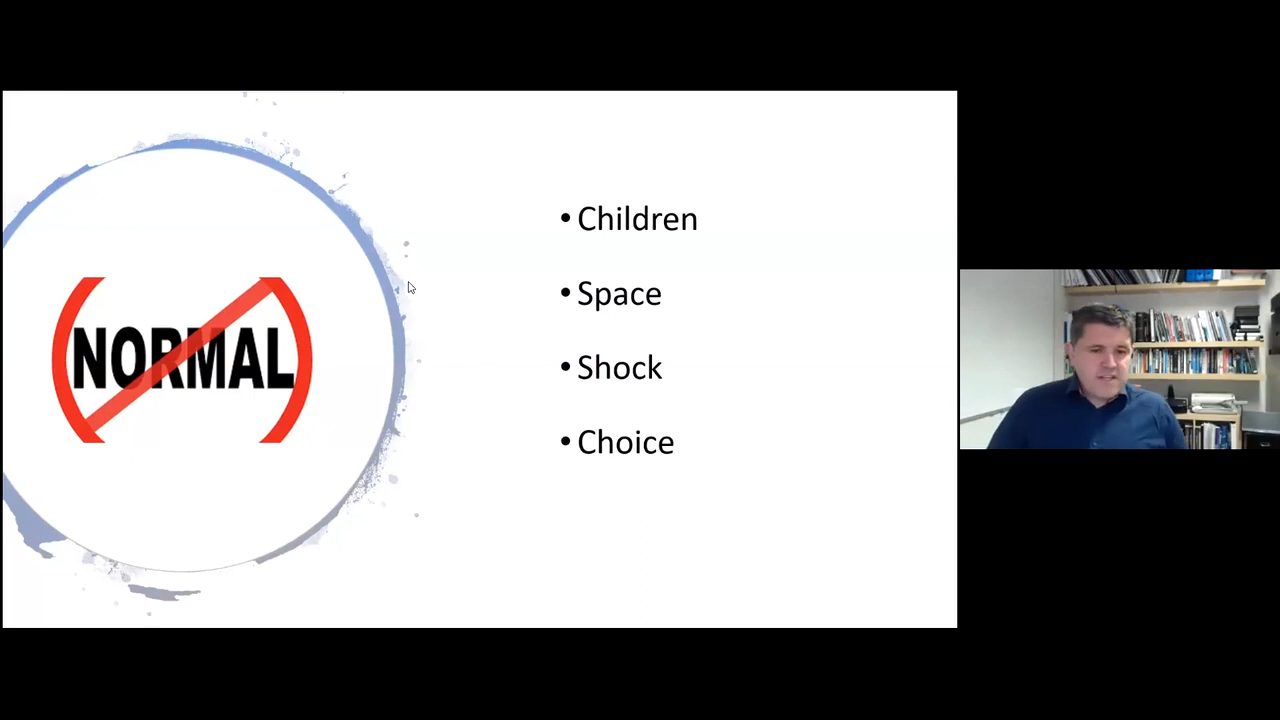 NORMAL
• Children
• Space
• Shock
• Choice